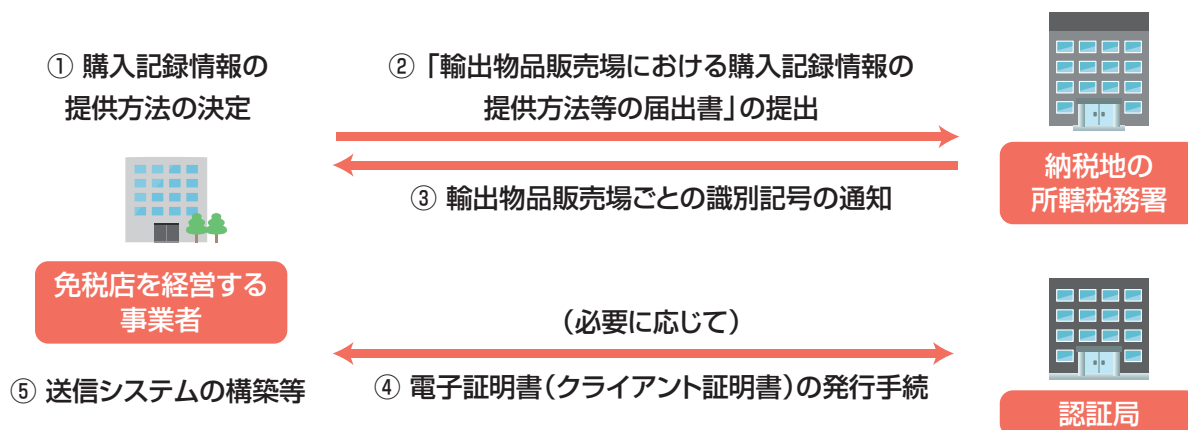 ① 購入記録情報の
提供方法の決定
②「輸出物品販売場における購入記録情報の
提供方法等の届出書」の提出
③ 輸出物品販売場ごとの識別記号の通知
納税地の
所轄税務署
免税店を経営する
事業者
（必要に応じて）
④ 電子証明書（クライアント証明書）の発行手続
⑤ 送信システムの構築等
認証局